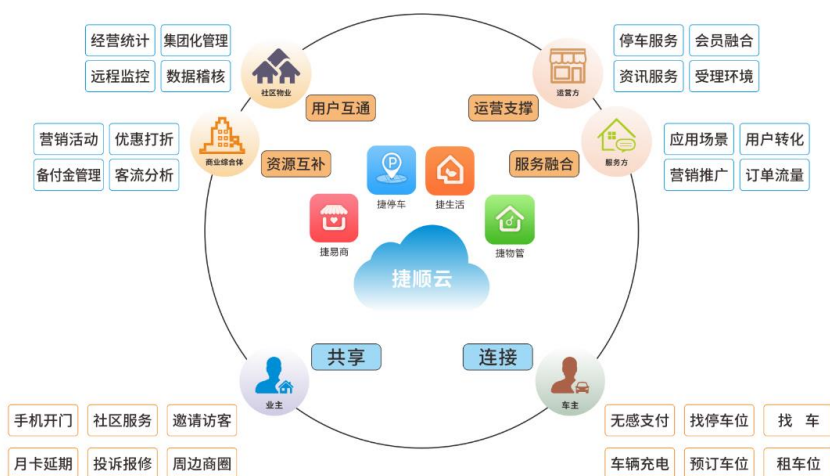 经营统计 集团化管理
远程监控 数据稽核
社区物业
用户互通
停车服务 会员融合
资讯服务 受理环境
运营方
运营支撑
营销活动 优惠打折
备付金管理 客流分析
商业综合体
资源互补
应用场景 用户转化
营销推广 订单流量
服务方
服务融合
捷停车
捷生活
捷易商
捷物管
捷顺云
共享
连接
业主
车主
手机开门 社区服务 邀请访客
月卡延期 投诉报修 周边商圈
无感支付 找停车位 找 车
车辆充电 预订车位 租车位